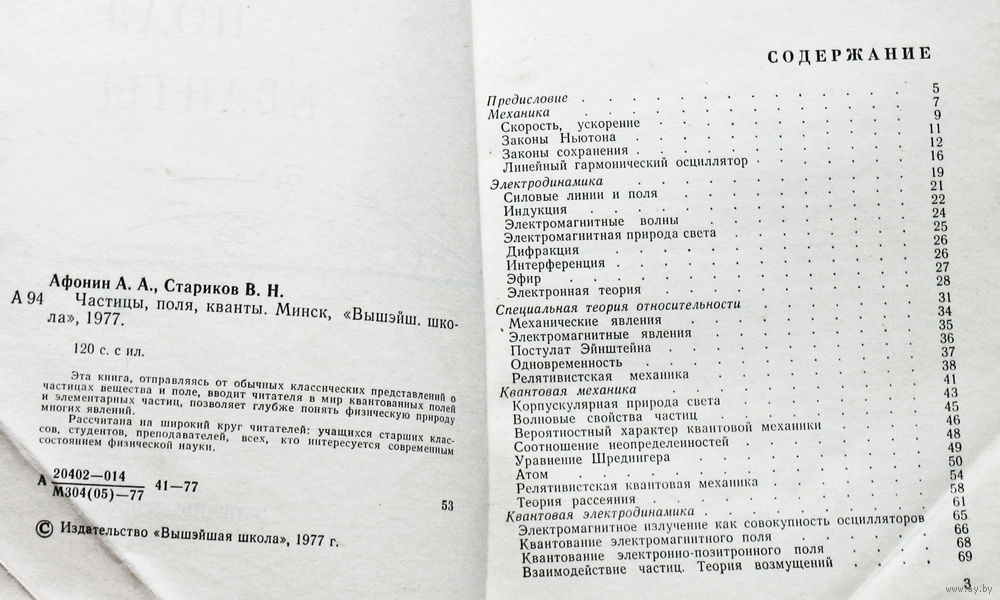 ПОЛЯ
КВАНТЫ
Афонин А. А., Стариков В. Н.
А 94 Частицы, поля, кванты. Минск, «Вышэйш. шко-
ла», 1977.
120 с. с ил.
Эта книга, отправляясь от обычных классических представлений о
частицах вещества и поле, вводит читателя в мир квантованных полей
и элементарных частиц, позволяет глубже понять физическую природу
многих явлений.
Рассчитана на широкий круг читателей: учащихся старших клас-
сов, студентов, преподавателей, всех, кто интересуется современным
состоянием физической науки.
А 20402—014 41—77
М304(05)—77
53
© Издательство «Вышэйшая школа», 1977 г.
СОДЕРЖАНИЕ
Предисловие . . . . . . . . . . 5
Механика . . . . . . . . . . 7
Скорость, ускорение . . . . . . . . 9
Законы Ньютона . . . . . . . . 11
Законы сохранения . . . . . . . . 12
Линейный гармонический осциллятор . . . . . 16
Электродинамика . . . . . . . . 19
Силовые линии и поля . . . . . . . 21
Индукция . . . . . . . . . 22
Электромагнитные волны . . . . . . 24
Электромагнитная природа света . . . . . 25
Дифракция . . . . . . . . . 26
Интерференция . . . . . . . . 26
Эфир . . . . . . . . . . 27
Электронная теория . . . . . . . 28
Специальная теория относительности . . . . . 31
Механические явления . . . . . . . 34
Электромагнитные явления . . . . . . 35
Постулат Эйнштейна . . . . . . . 36
Одновременность . . . . . . . . 37
Релятивистская механика . . . . . . 38
Квантовая механика . . . . . . . 41
Корпускулярная природа света . . . . . . 43
Волновые свойства частиц . . . . . . 45
Вероятностный характер квантовой механики . . . 46
Соотношение неопределенностей . . . . . 48
Уравнение Шредингера . . . . . . . 49
Атом . . . . . . . . . . 50
Релятивистская квантовая механика . . . . . 54
Теория рассеяния . . . . . . . . 58
Квантовая электродинамика . . . . . . . 61
Электромагнитное излучение как совокупность осцилляторов 65
Квантование электромагнитного поля . . . . . 66
Квантование электронно-позитронного поля . . . . 68
Взаимодействие частиц. Теория возмущений . . . . 69
3
www.ay.by